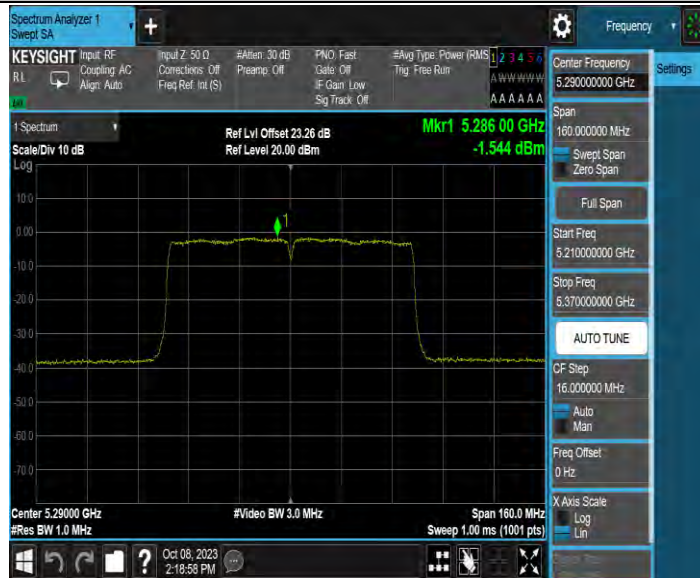 Spectrum Analyzer 1
Swept SA
+
Frequency
KEYSIGHT
RL
Input: RF
Coupling: AC
Align: Auto
Input Z: 50 Ω
Corrections: Off
Freq Ref: Int (S)
#Atten: 30 dB
Preamp: Off
PNO: Fast
Gate: Off
IF Gain: Low
Sig Track: Off
#Avg Type: Power (RMS
Trig: Free Run
1 2 3 4 5 6
A W W W W W
A A A A A A
1 Spectrum
Scale/Div 10 dB
Log
Ref Lvl Offset 23.26 dB
Ref Level 20.00 dBm
Mkr1 5.286 00 GHz
-1.544 dBm
10.0
0.00
-10.0
-20.0
-30.0
-40.0
-50.0
-60.0
-70.0
1
Center 5.29000 GHz
#Res BW 1.0 MHz
#Video BW 3.0 MHz
Span 160.0 MHz
Sweep 1.00 ms (1001 pts)
Center Frequency
5.290000000 GHz
Settings
Span
160.000000 MHz
Swept Span
Zero Span
Full Span
Start Freq
5.210000000 GHz
Stop Freq
5.370000000 GHz
AUTO TUNE
CF Step
16.000000 MHz
Auto
Man
Freq Offset
0 Hz
X Axis Scale
Log
Lin
?
Oct 08, 2023
2:18:58 PM